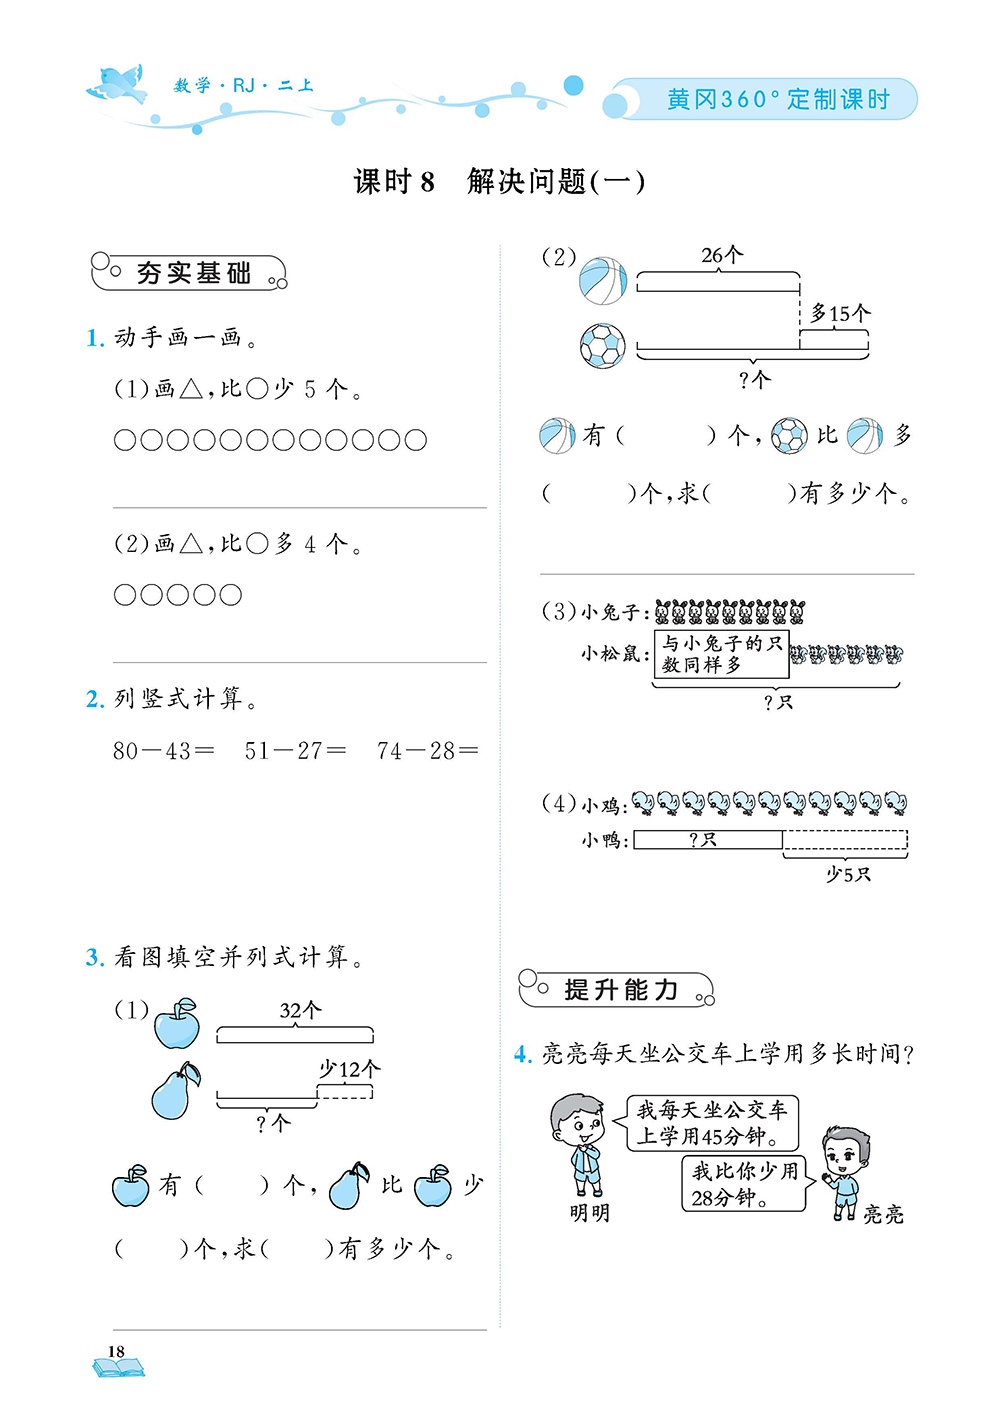 数学·RJ·二上
黄冈360°定制课时
课时8 解决问题(一)
夯实基础
1. 动手画一画。
(1)画△,比○少 5 个。
○○○○○○○○○○○○
(2)画△,比○多 4 个。
○○○○○
2. 列竖式计算。
80－43＝ 51－27＝ 74－28＝
3. 看图填空并列式计算。
(1)
32个
少12个
?个
有( )个, 比 少
( )个,求( )有多少个。
18
(2)
26个
多15个
?个
有( )个, 比 多
( )个,求( )有多少个。
(3)小兔子:
小松鼠:
与小兔子的只
数同样多
?只
(4)小鸡:
小鸭:
?只
少5只
提升能力
4. 亮亮每天坐公交车上学用多长时间?
我每天坐公交车
上学用45分钟。
我比你少用
28分钟。
明明
亮亮